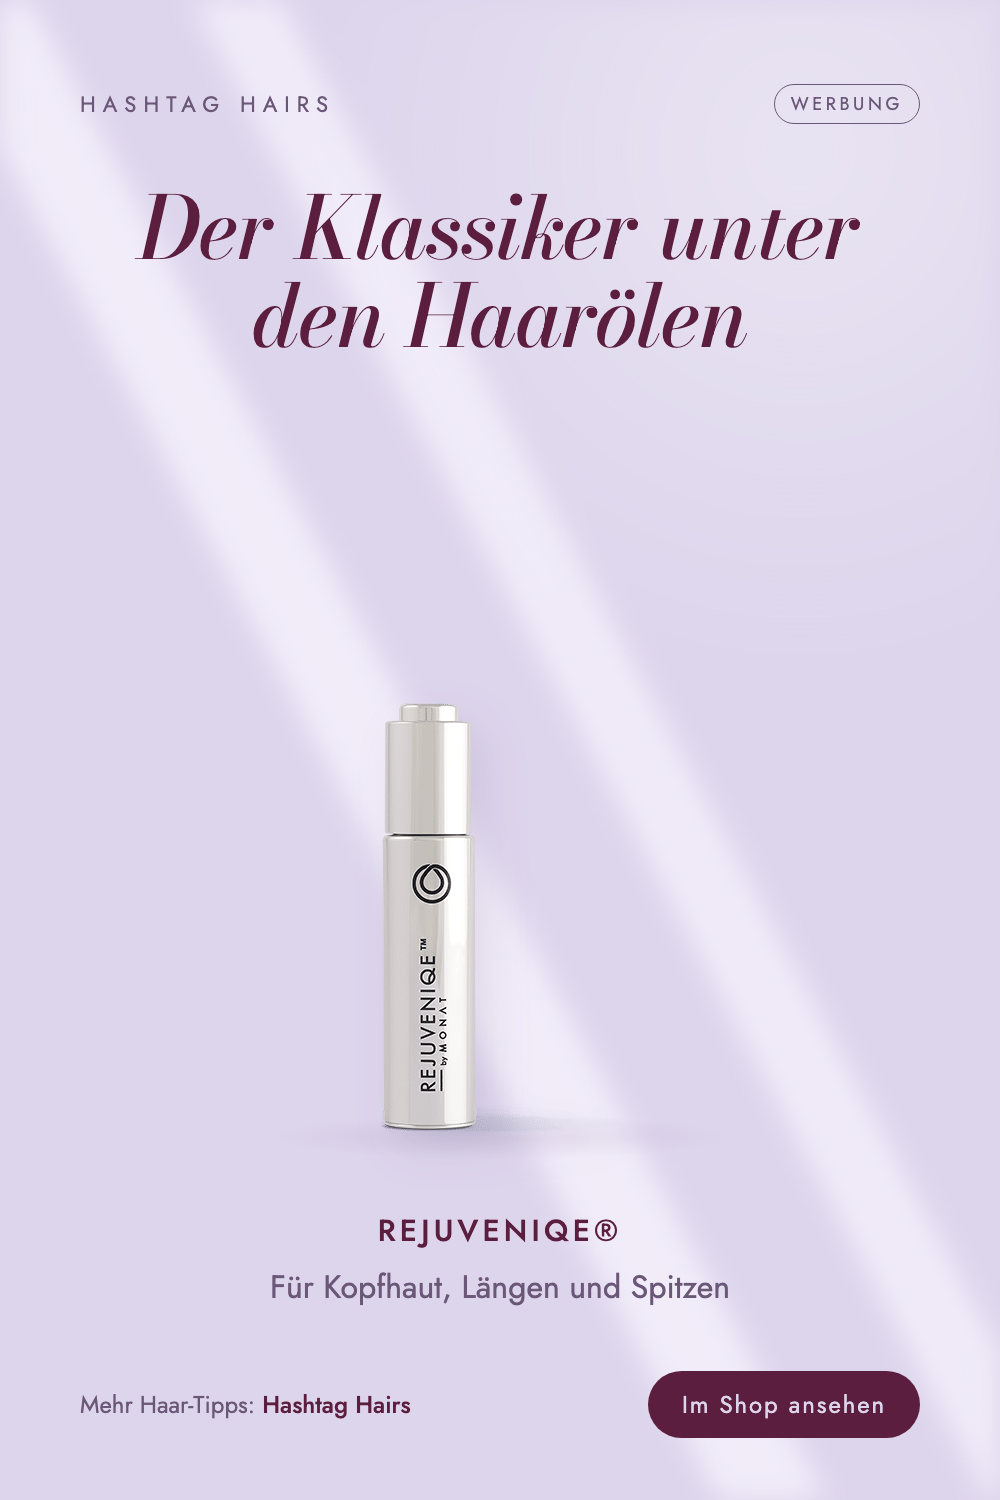 HASHTAG HAIRS
WERBUNG
Der Klassiker unter
den Haarölen
REJUVENIQE™
by MONAT
REJUVENIQE®
Für Kopfhaut, Längen und Spitzen
Mehr Haar-Tipps: Hashtag Hairs
Im Shop ansehen